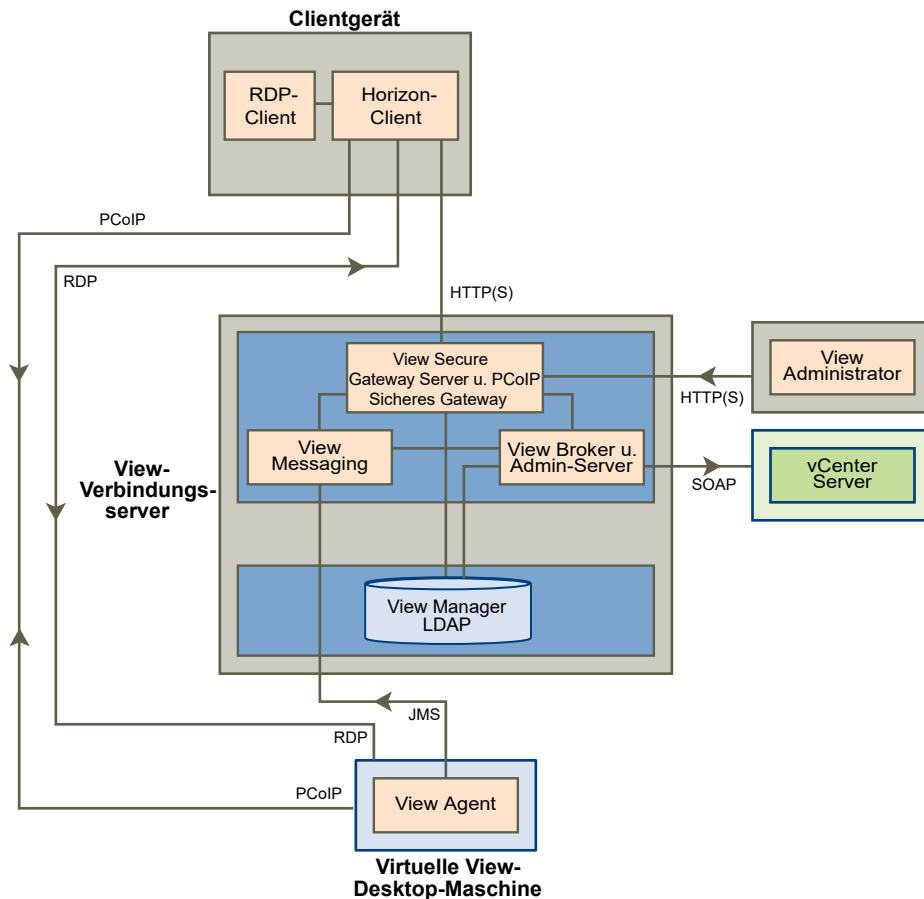 Clientgerät
RDP-
Client
Horizon-
Client
PCoIP
RDP
HTTP(S)
View Secure
Gateway Server u. PCoIP
Sicheres Gateway
View
Administrator
HTTP(S)
View
Messaging
View Broker u.
Admin-Server
vCenter
Server
SOAP
View-
Verbindungs-
server
View Manager
LDAP
JMS
RDP
PCoIP
View Agent
Virtuelle View-
Desktop-Maschine